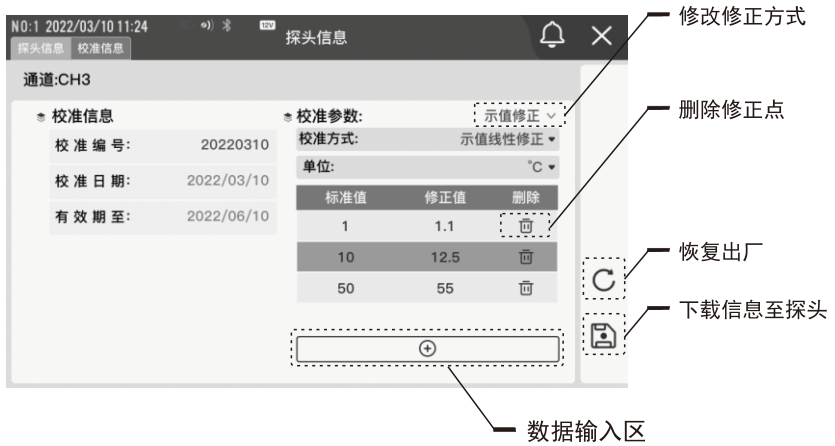 NO:1 2022/03/10 11:24
12V
探头信息
探头信息 校准信息
修改修正方式
通道:CH3
校准信息
校准编号: 20220310
校准日期: 2022/03/10
有效期至: 2022/06/10
校准参数: 示值修正
校准方式: 示值线性修正
单位: °C
标准值 修正值 删除
1 1.1
10 12.5
50 55
删除修正点
恢复出厂
下载信息至探头
数据输入区